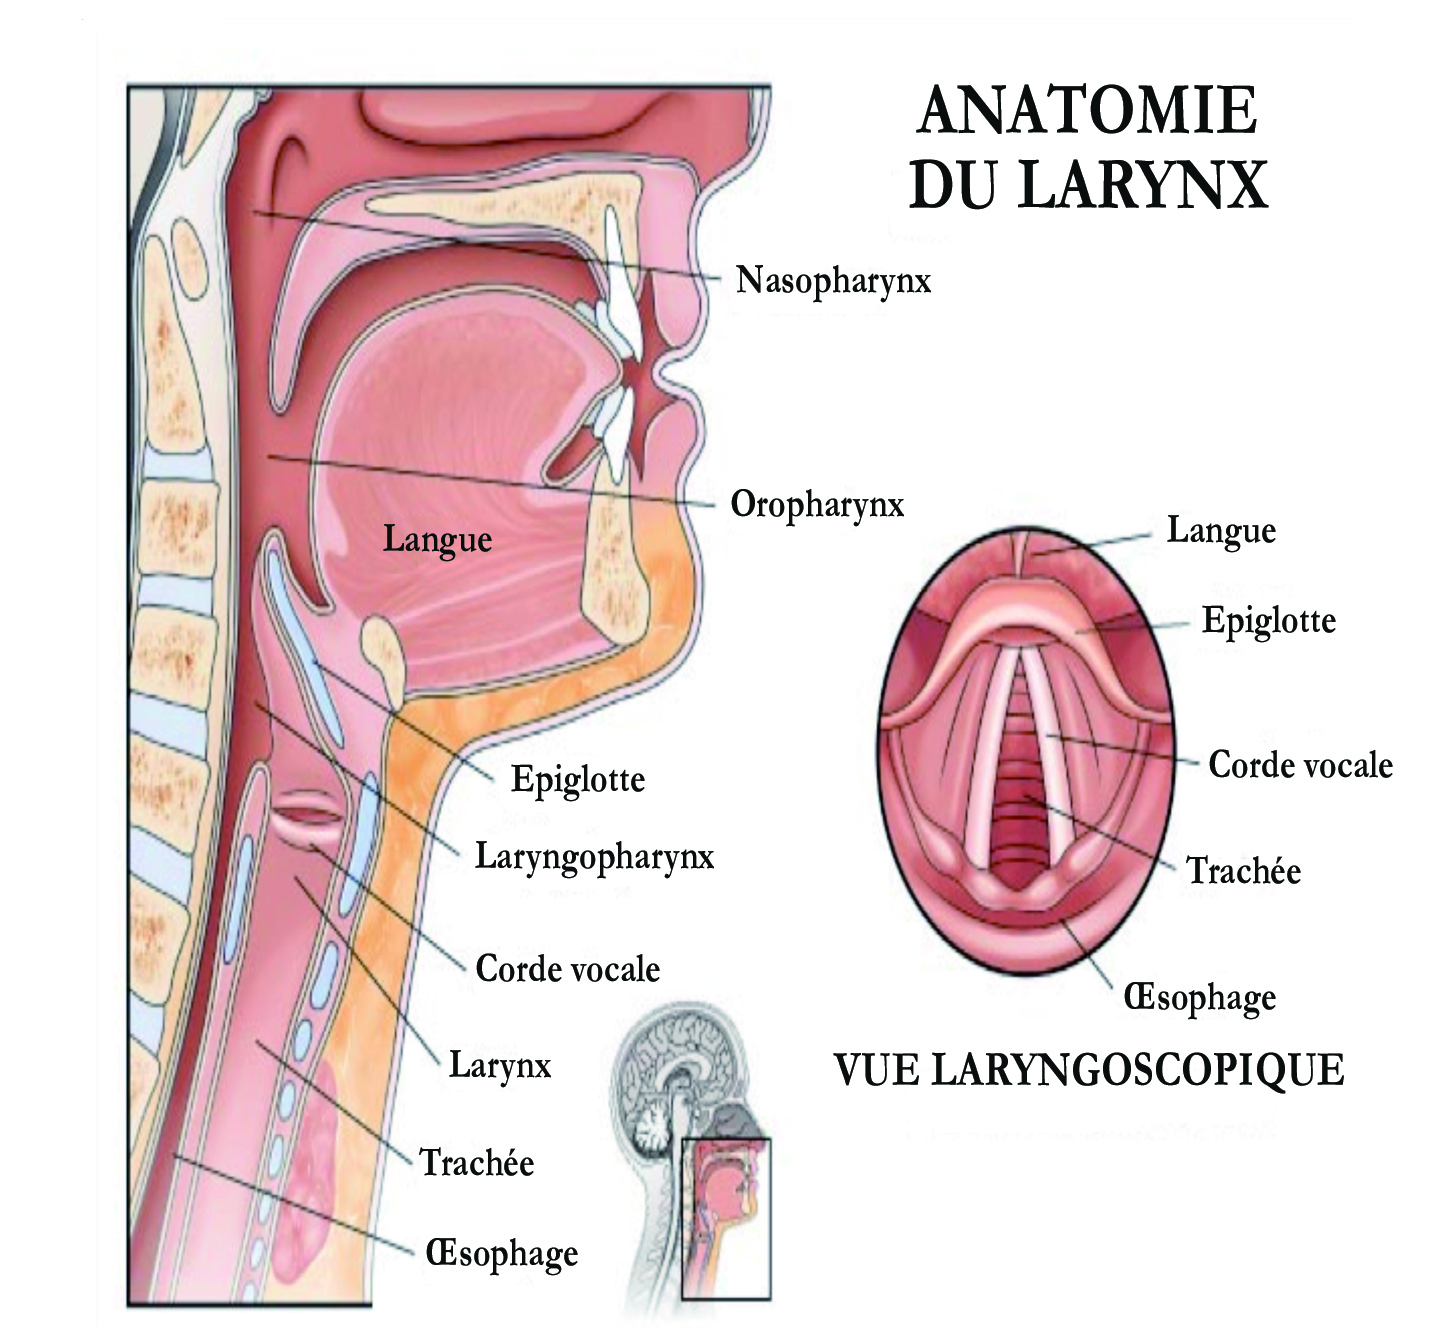 ANATOMIE
DU LARYNX
Nasopharynx
Oropharynx
Langue
Epiglotte
Laryngopharynx
Corde vocale
Larynx
Trachée
Œsophage
Langue
Epiglotte
Corde vocale
Trachée
Œsophage
VUE LARYNGOSCOPIQUE